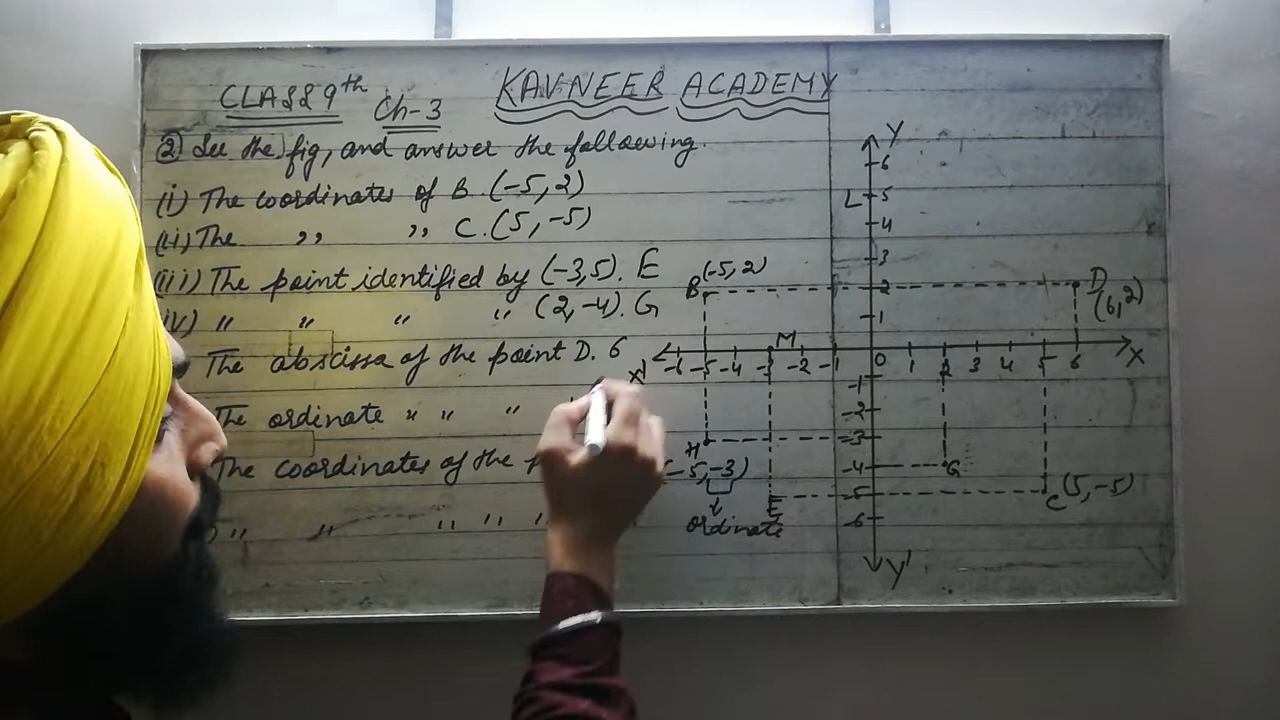 CLASS 9th Ch-3 KAVNEER ACADEMY
② See the fig, and answer the following.
(i) The coordinates of B. (-5, 2)
(ii) The ,, ,, C. (5, -5)
(iii) The point identified by (-3,5). E
iv) " " " " (2, -4). G
The abscissa of the point D. 6
The ordinate " " "
The coordinates of the (-5, -3)
" " " "
ordinate
Y
6
L 5
4
3
B (-5, 2) 2 D (6, 2)
1
M
X' -6 -5 -4 -3 -2 -1 0 1 2 3 4 5 6 X
-1
-2
H -3
-4 G
E -5 C (5, -5)
-6
Y'